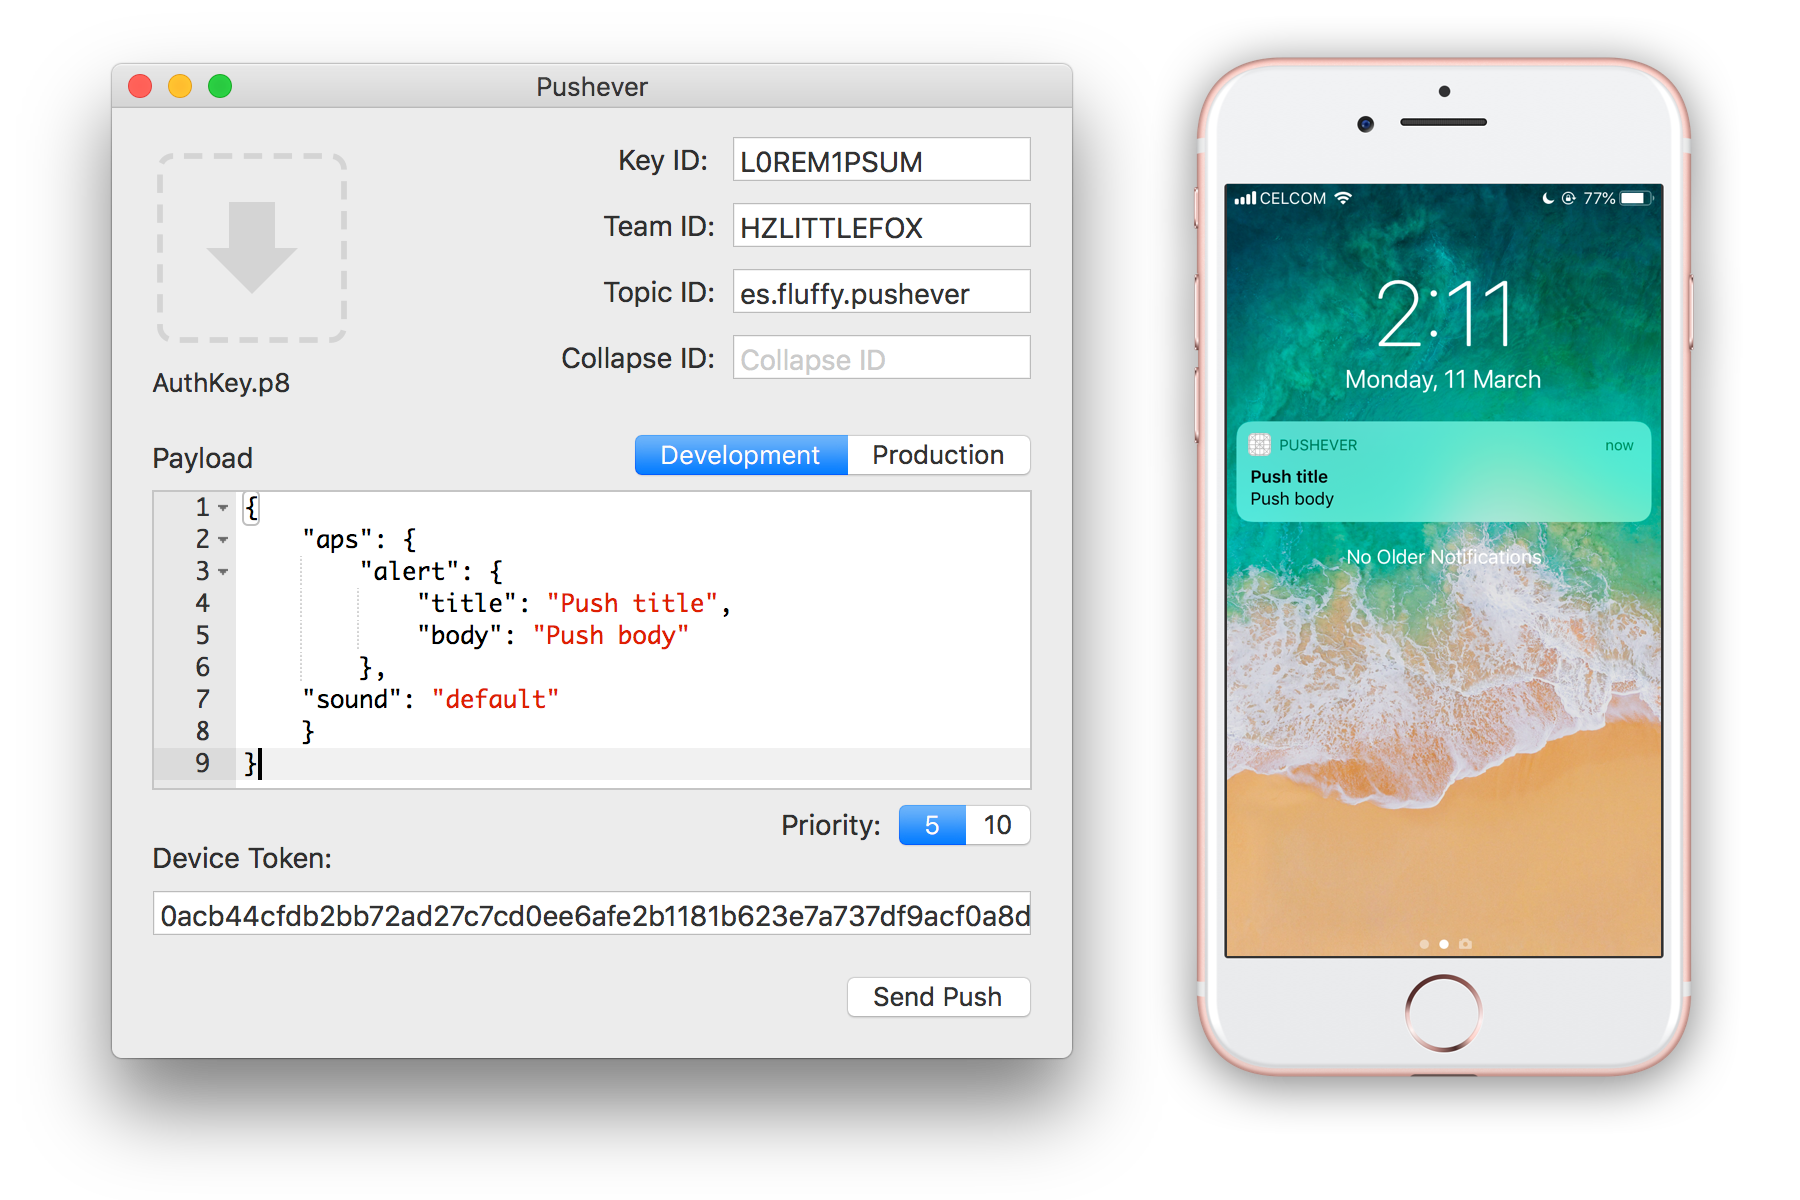 Pushever
Key ID: L0REM1PSUM
Team ID: HZLITTLEFOX
Topic ID: es.fluffy.pushever
Collapse ID: Collapse ID
AuthKey.p8
Payload
Development Production
1 {
2 "aps": {
3 "alert": {
4 "title": "Push title",
5 "body": "Push body"
6 },
7 "sound": "default"
8 }
9 }
Priority: 5 10
Device Token:
0acb44cfdb2bb72ad27c7cd0ee6afe2b1181b623e7a737df9acf0a8d
Send Push
CELCOM 77%
2:11
Monday, 11 March
PUSHEVER now
Push title
Push body
No Older Notifications